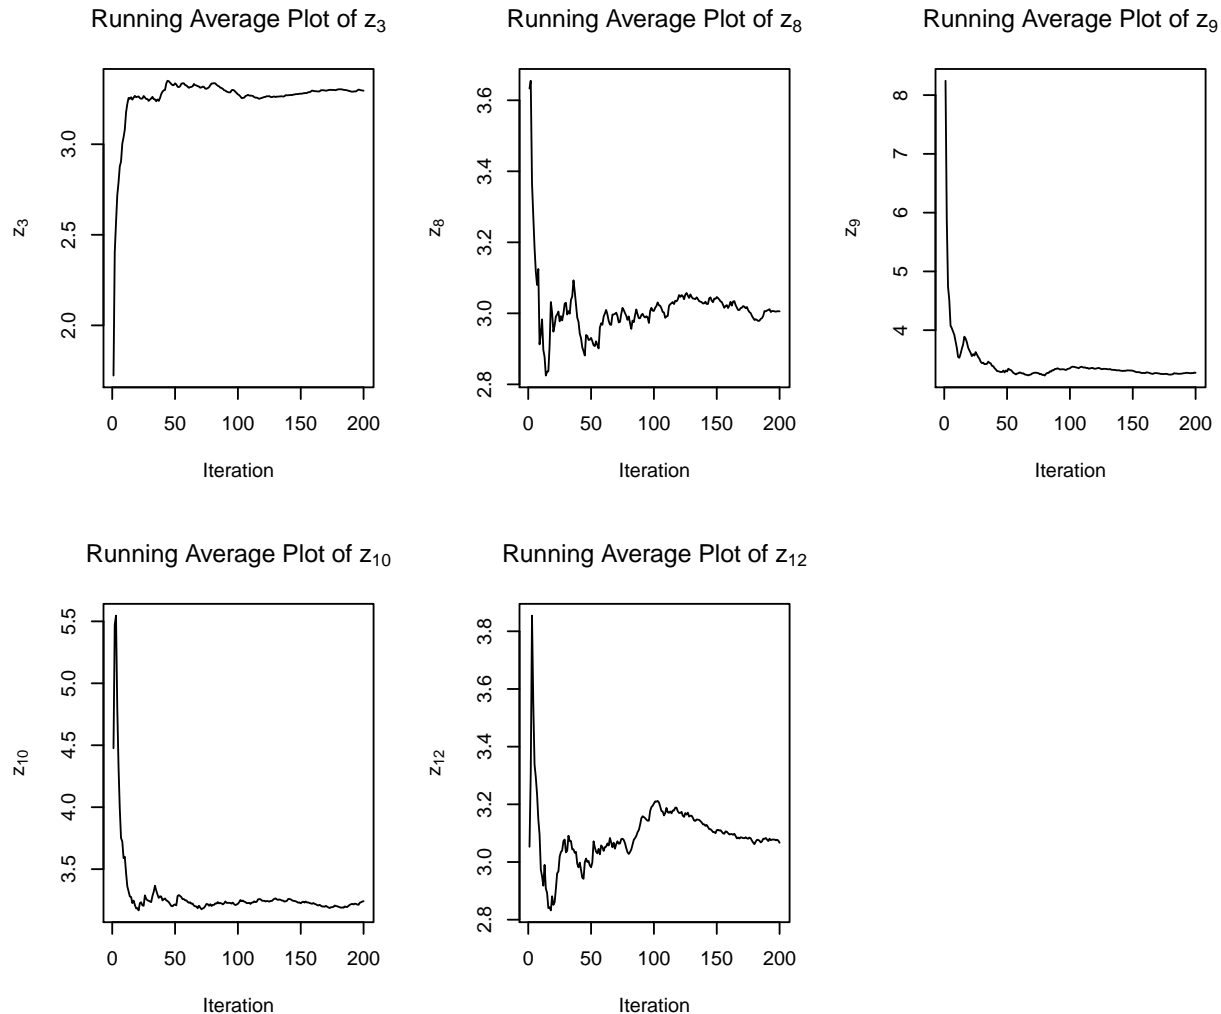 Running Average Plot of z₃
z₃
3.0
2.5
2.0
0 50 100 150 200
Iteration
Running Average Plot of z₈
z₈
3.6
3.4
3.2
3.0
2.8
0 50 100 150 200
Iteration
Running Average Plot of z₉
z₉
8
7
6
5
4
0 50 100 150 200
Iteration
Running Average Plot of z₁₀
z₁₀
5.5
5.0
4.5
4.0
3.5
0 50 100 150 200
Iteration
Running Average Plot of z₁₂
z₁₂
3.8
3.6
3.4
3.2
3.0
2.8
0 50 100 150 200
Iteration